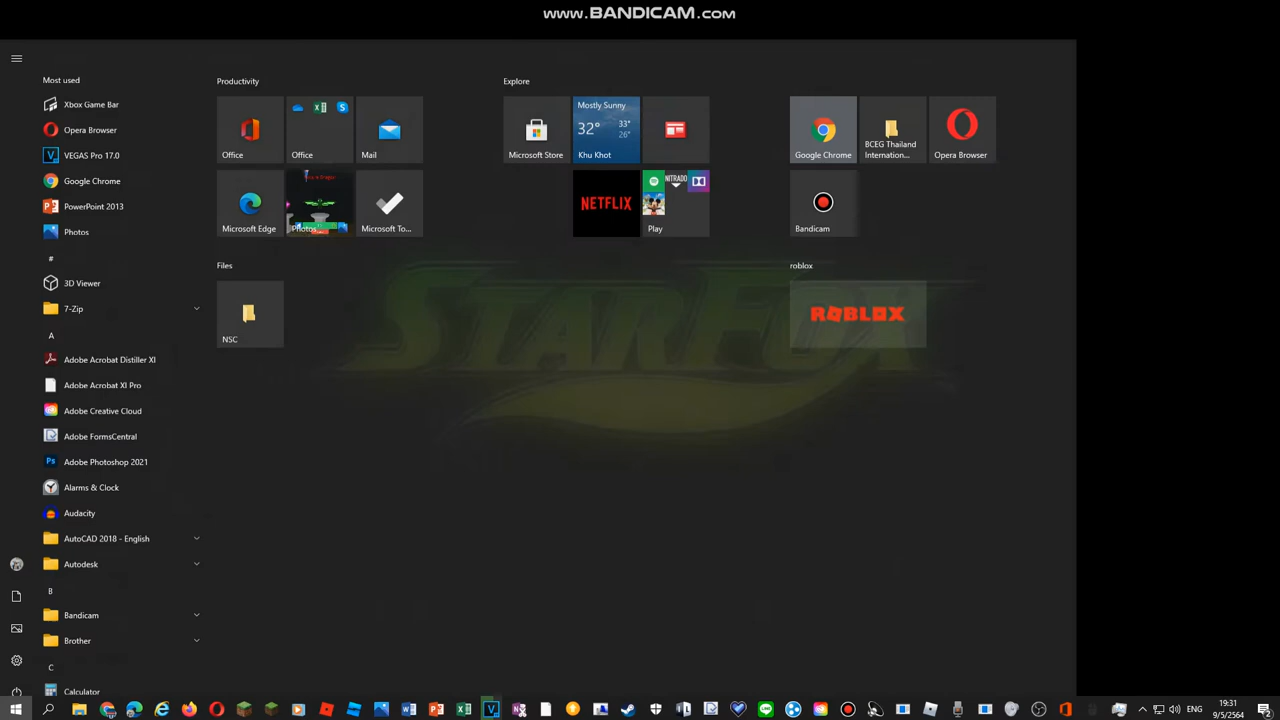 www.BANDICAM.com
Most used
Xbox Game Bar
Opera Browser
VEGAS Pro 17.0
Google Chrome
PowerPoint 2013
Photos
#
3D Viewer
7-Zip
A
Adobe Acrobat Distiller XI
Adobe Acrobat XI Pro
Adobe Creative Cloud
Adobe FormsCentral
Adobe Photoshop 2021
Alarms & Clock
Audacity
AutoCAD 2018 - English
Autodesk
B
Bandicam
Brother
C
Calculator
Productivity
Office
Office
Mail
Microsoft Edge
Photos
Microsoft To...
Files
NSC
Explore
Microsoft Store
Mostly Sunny
32° 33°
26°
Khu Khot
NETFLIX
NITRADO
Play
Google Chrome
BCEG Thailand
Internation...
Opera Browser
Bandicam
roblox
ROBLOX
STARFOX
ENG
19:31
9/5/2564